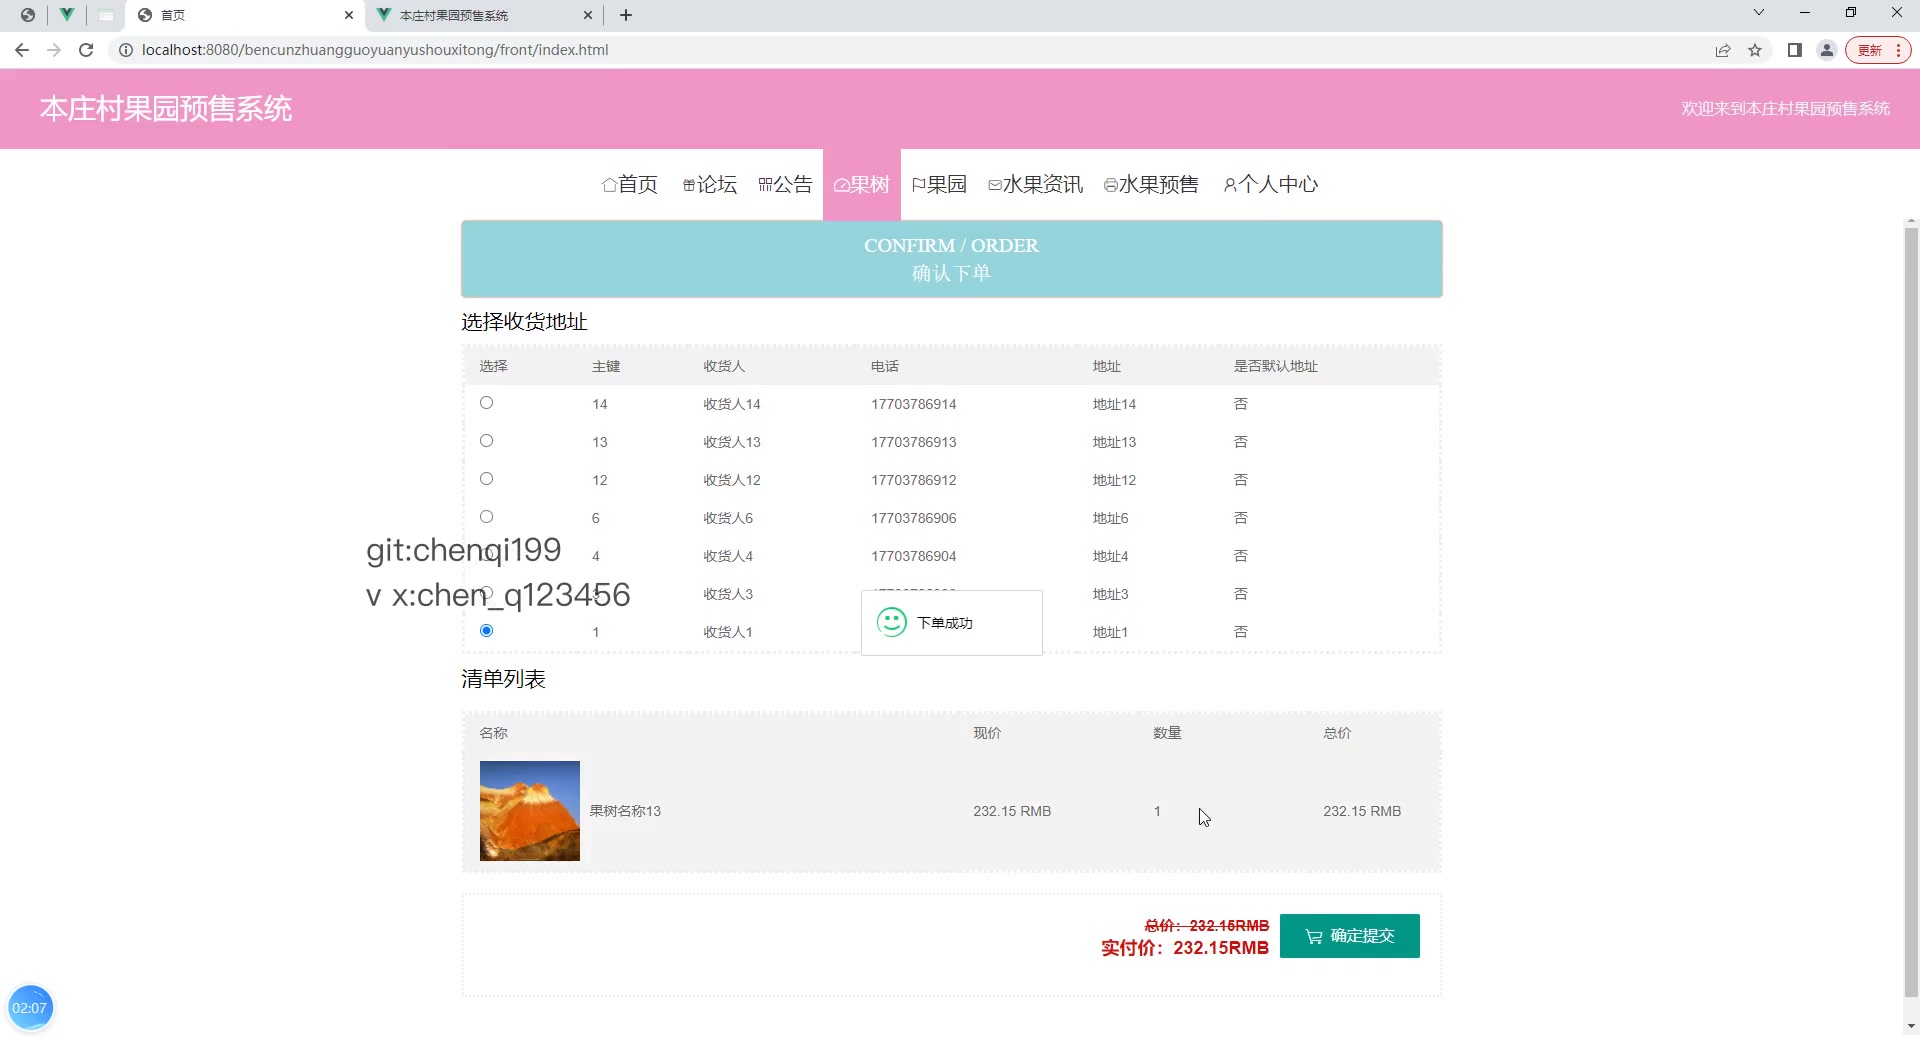 首页
本庄村果园预售系统
localhost:8080/bencunzhuangguoyuanyushouxitong/front/index.html
更新
本庄村果园预售系统
欢迎来到本庄村果园预售系统
首页 论坛 公告 果树 果园 水果资讯 水果预售 个人中心
CONFIRM / ORDER
确认下单
选择收货地址
选择 主键 收货人 电话 地址 是否默认地址
14 收货人14 17703786914 地址14 否
13 收货人13 17703786913 地址13 否
12 收货人12 17703786912 地址12 否
6 收货人6 17703786906 地址6 否
git:chenqi199
4 收货人4 17703786904 地址4 否
v x:chen_q123456
收货人3 地址3 否
下单成功
1 收货人1 地址1 否
清单列表
名称 现价 数量 总价
果树名称13 232.15 RMB 1 232.15 RMB
总价：232.15RMB
实付价：232.15RMB
确定提交
02:07